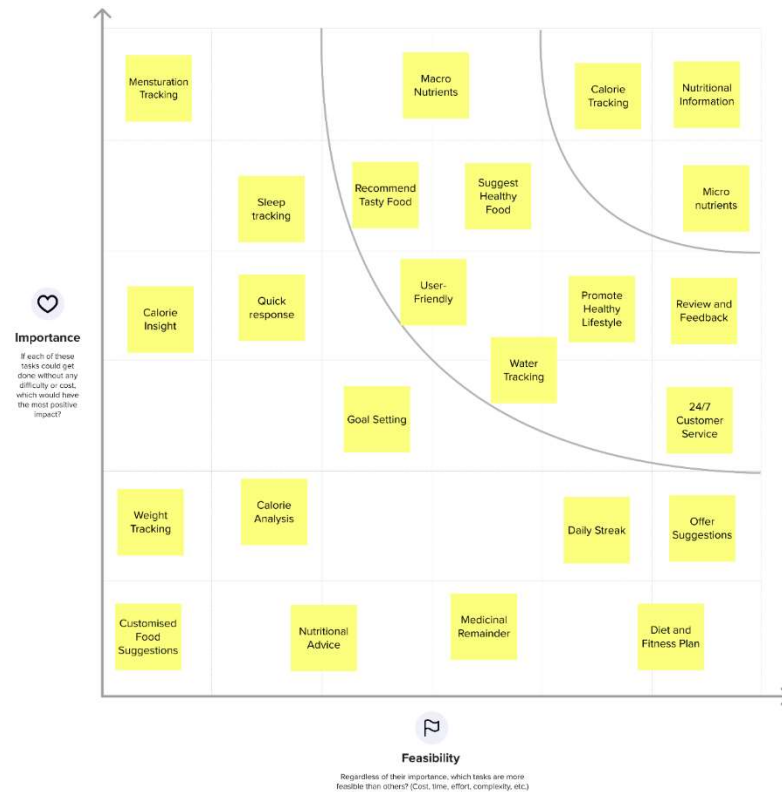 Mensturation
Tracking
Macro
Nutrients
Calorie
Tracking
Nutritional
Information
Sleep
tracking
Recommend
Tasty Food
Suggest
Healthy
Food
Micro
nutrients
Calorie
Insight
Quick
response
User-
Friendly
Promote
Healthy
Lifestyle
Review and
Feedback
Water
Tracking
Goal Setting
24/7
Customer
Service
Weight
Tracking
Calorie
Analysis
Daily Streak
Offer
Suggestions
Customised
Food
Suggestions
Nutritional
Advice
Medicinal
Remainder
Diet and
Fitness Plan
Importance
If each of these
tasks could get
done without any
difficulty or cost,
which would have
the most positive
impact?
Feasibility
Regardless of their importance, which tasks are more
feasible than others? (Cost, time, effort, complexity, etc.)